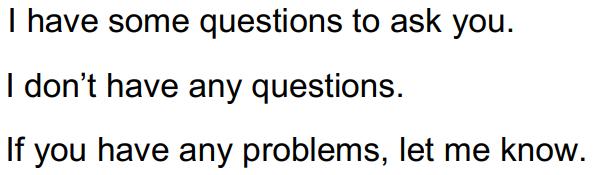 I have some questions to ask you.
I don’t have any questions.
If you have any problems, let me know.